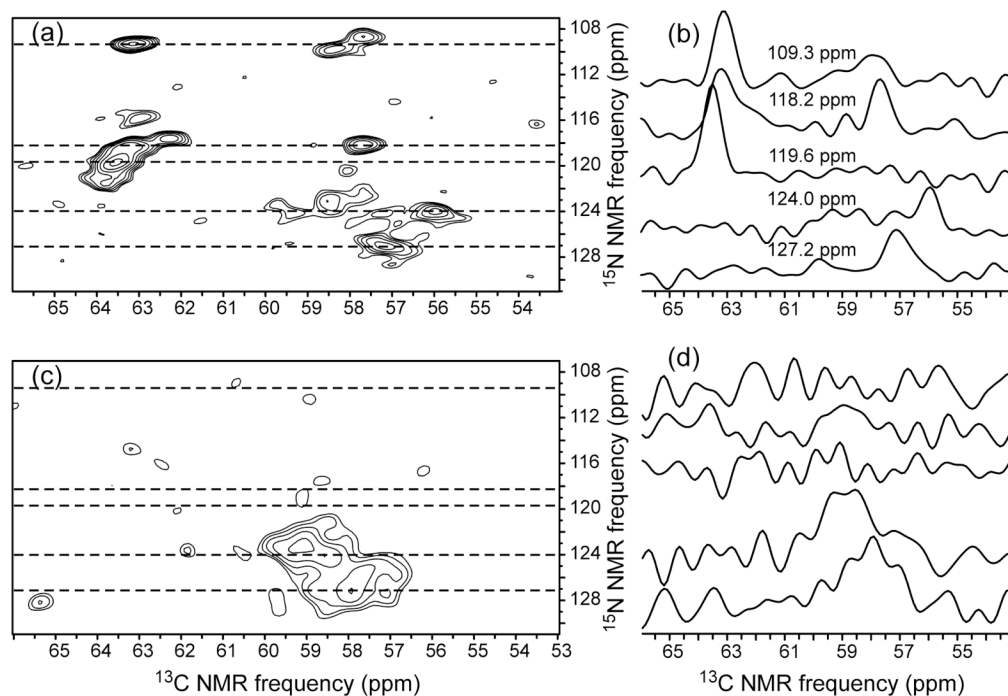 (a)
108
112
116
120
124
128
15N NMR frequency (ppm)
65 63 62 60 59 58 57 56 55
(b)
109.3 ppm
118.2 ppm
119.6 ppm
124.0 ppm
127.2 ppm
65 63 61 59 57 55
(c)
108
112
116
120
124
128
15N NMR frequency (ppm)
65 64 63 62 60 59 58 57 56 55 54 53
13C NMR frequency (ppm)
(d)
65 63 61 59 57 55
13C NMR frequency (ppm)